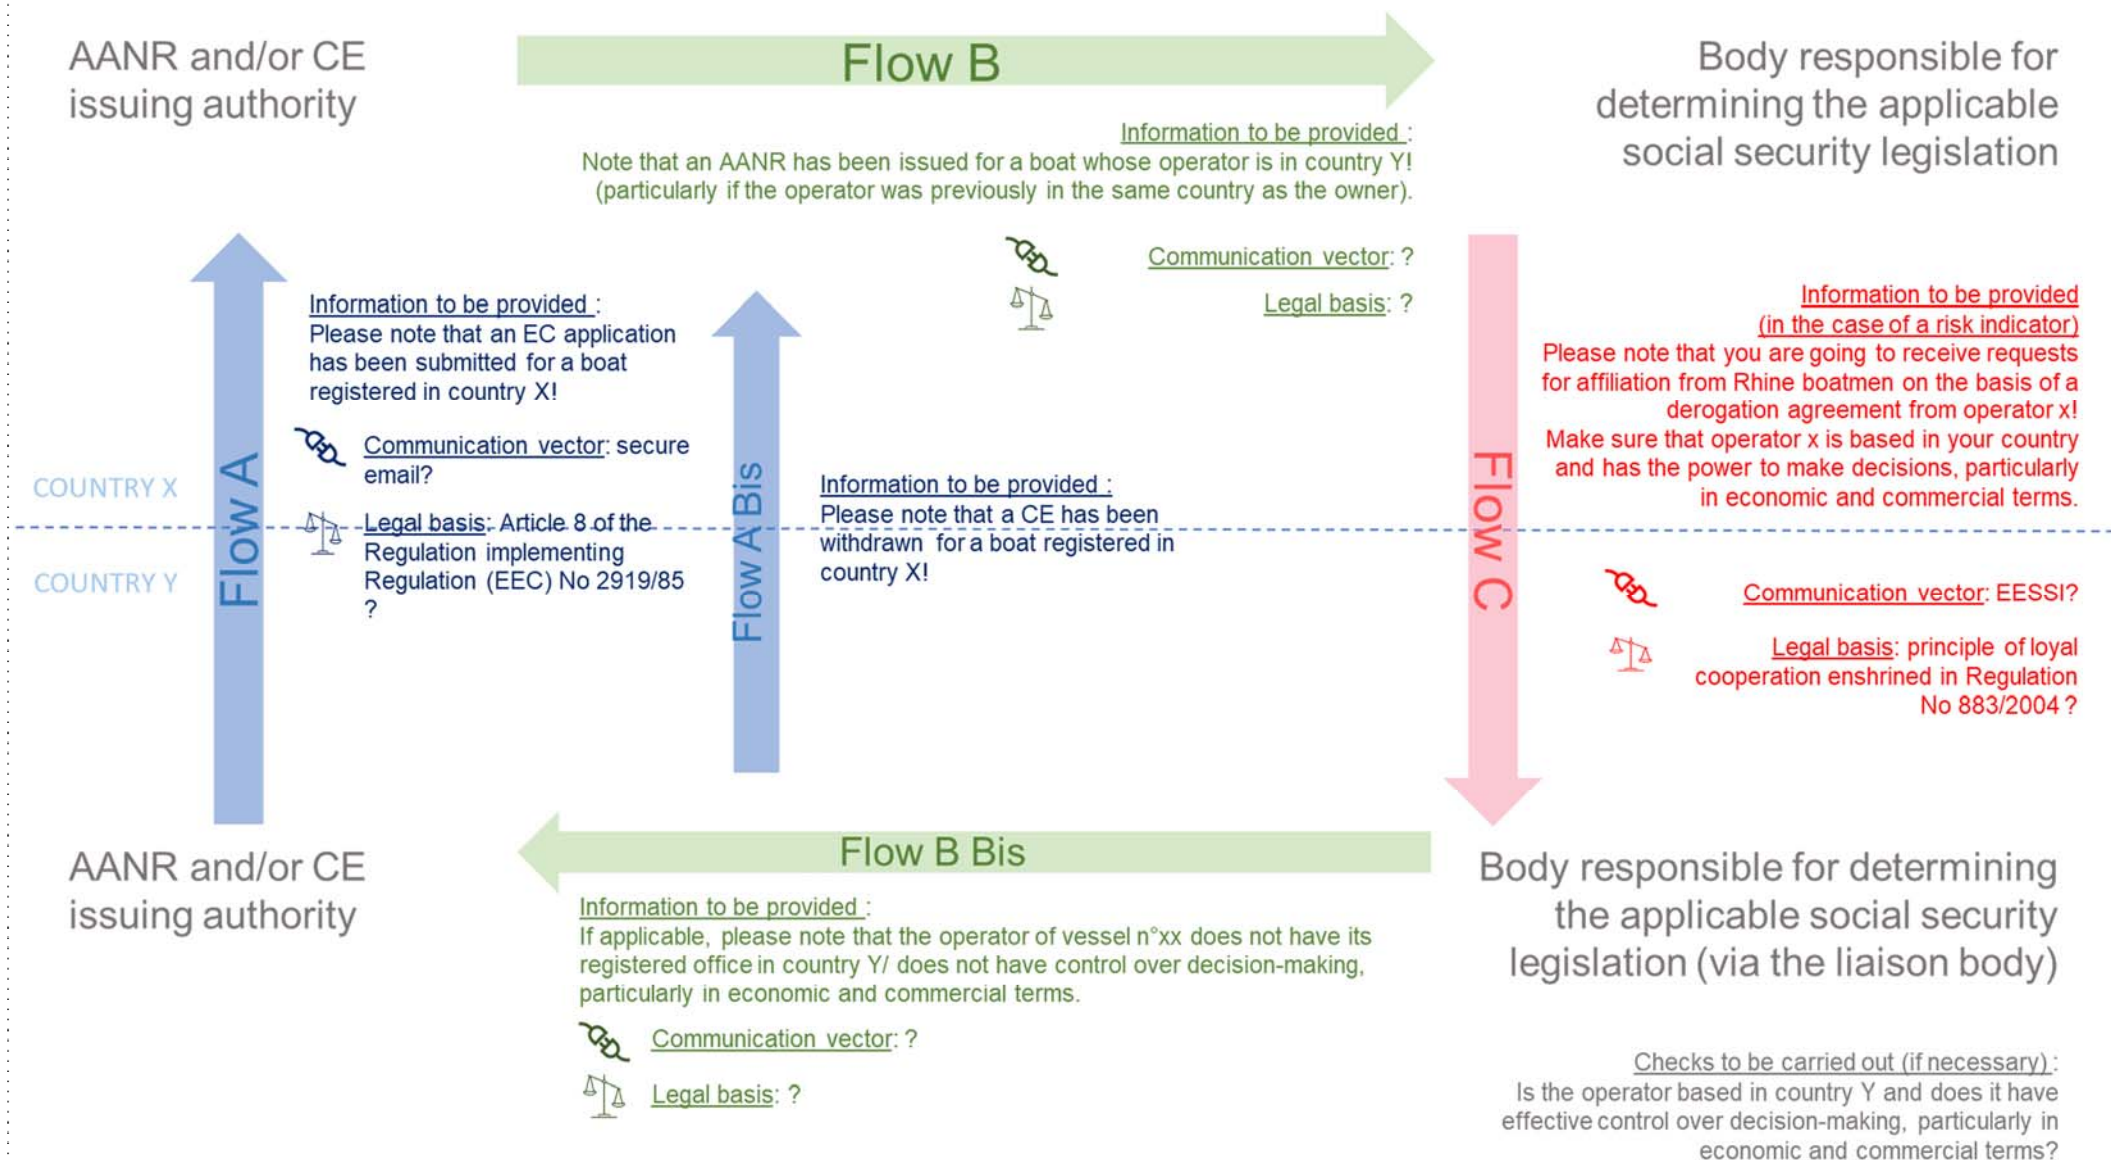 AANR and/or CE
issuing authority
Flow B
Body responsible for
determining the applicable
social security legislation
Information to be provided :
Note that an AANR has been issued for a boat whose operator is in country Y!
(particularly if the operator was previously in the same country as the owner).
Communication vector: ?
Legal basis: ?
Flow A
Information to be provided :
Please note that an EC application
has been submitted for a boat
registered in country X!
Communication vector: secure
email?
Legal basis: Article 8 of the
Regulation implementing
Regulation (EEC) No 2919/85
?
COUNTRY X
COUNTRY Y
Flow A Bis
Information to be provided :
Please note that a CE has been
withdrawn for a boat registered in
country X!
Flow C
Information to be provided
(in the case of a risk indicator)
Please note that you are going to receive requests
for affiliation from Rhine boatmen on the basis of a
derogation agreement from operator x!
Make sure that operator x is based in your country
and has the power to make decisions, particularly
in economic and commercial terms.
Communication vector: EESSI?
Legal basis: principle of loyal
cooperation enshrined in Regulation
No 883/2004 ?
AANR and/or CE
issuing authority
Flow B Bis
Information to be provided :
If applicable, please note that the operator of vessel n°xx does not have its
registered office in country Y/ does not have control over decision-making,
particularly in economic and commercial terms.
Communication vector: ?
Legal basis: ?
Body responsible for determining
the applicable social security
legislation (via the liaison body)
Checks to be carried out (if necessary) :
Is the operator based in country Y and does it have
effective control over decision-making, particularly in
economic and commercial terms?